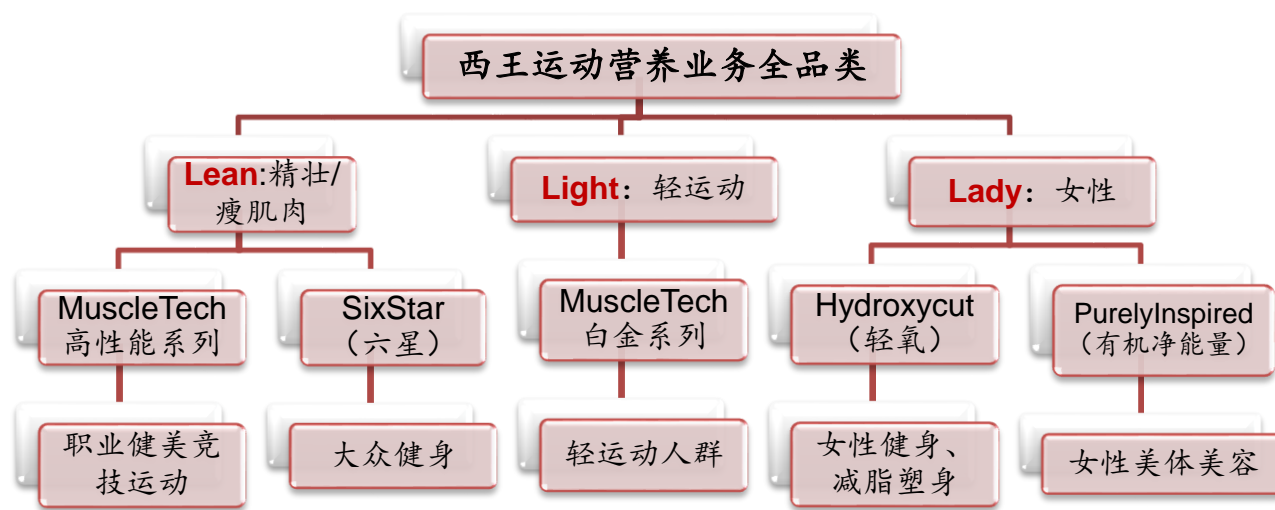 西王运动营养业务全品类
Lean:精壮/
瘦肌肉
Light：轻运动
Lady：女性
MuscleTech
高性能系列
SixStar
（六星）
MuscleTech
白金系列
Hydroxycut
（轻氧）
PurelyInspired
（有机净能量）
职业健美竞
技运动
大众健身
轻运动人群
女性健身、
减脂塑身
女性美体美容